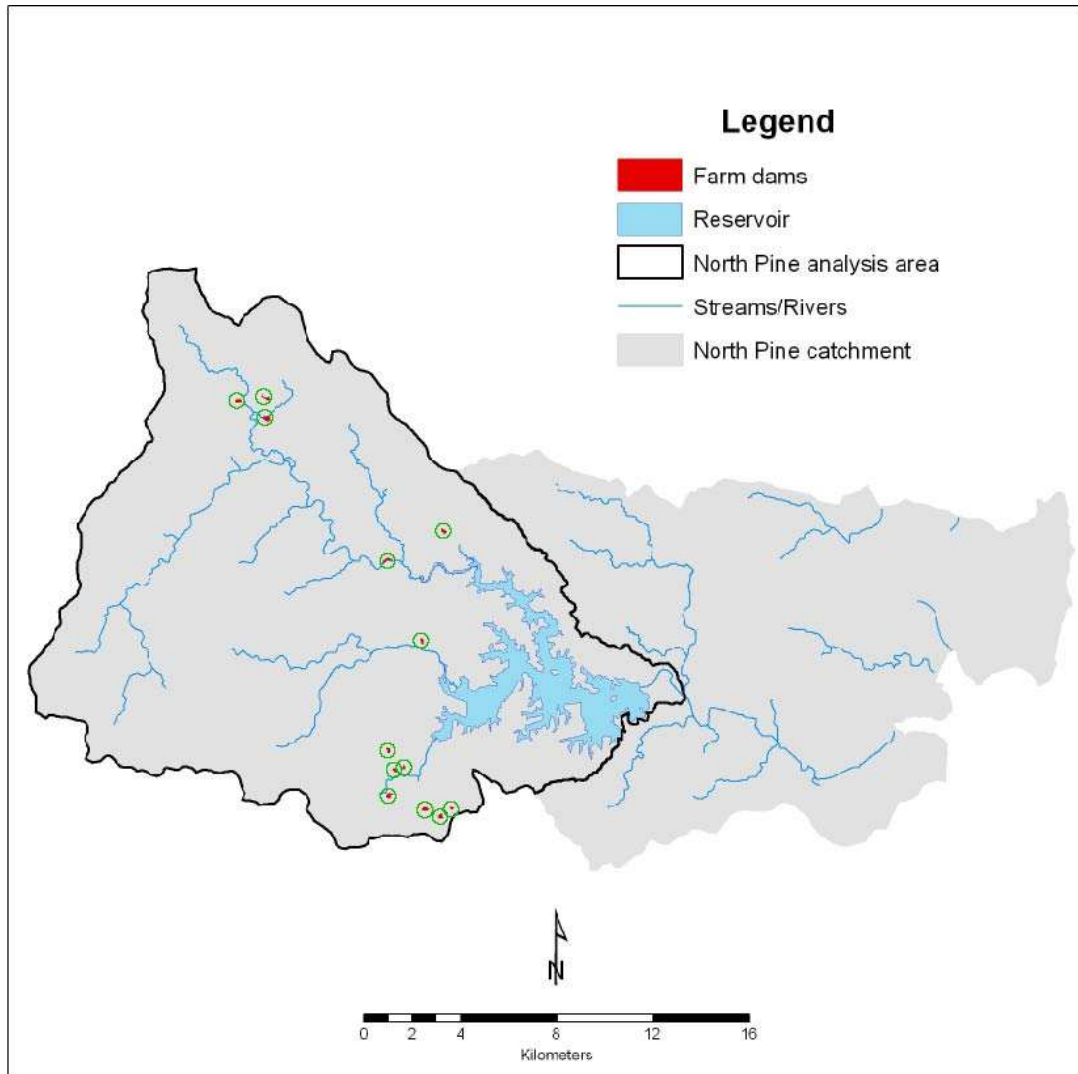 Legend
Farm dams
Reservoir
North Pine analysis area
Streams/Rivers
North Pine catchment
N
0 2 4 8 12 16
Kilometers